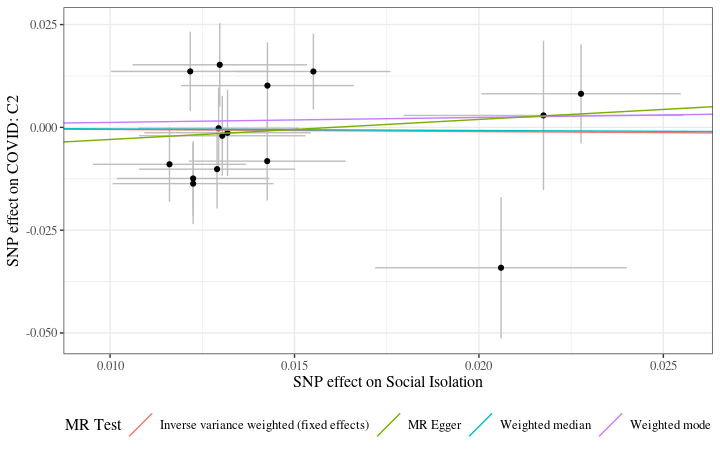 SNP effect on COVID: C2
0.025
0.000
-0.025
-0.050
0.010 0.015 0.020 0.025
SNP effect on Social Isolation
MR Test Inverse variance weighted (fixed effects) MR Egger Weighted median Weighted mode